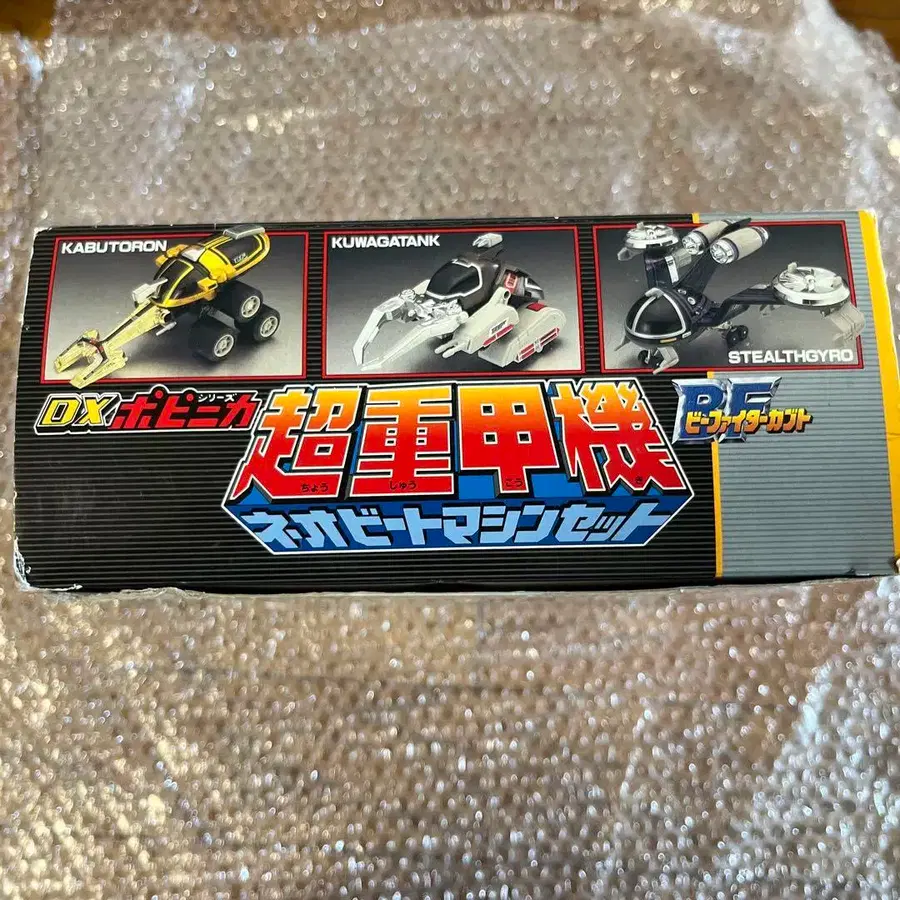 KABUTORON
KUWAGATANK
STEALTHGYRO
DXポピニカ
シリーズ
超重甲機
ちょう じゅう こう き
ネオビートマシンセット
BF
ビーファイターカブト